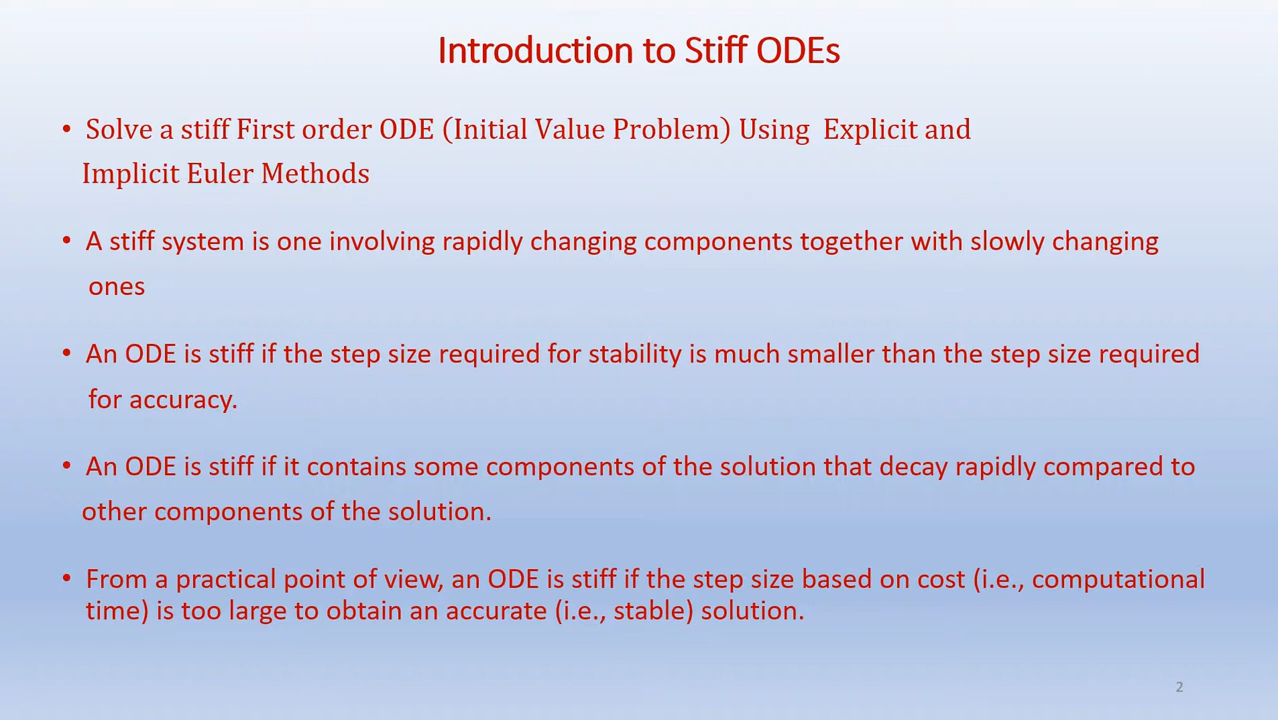 Introduction to Stiff ODEs
• Solve a stiff First order ODE (Initial Value Problem) Using Explicit and
Implicit Euler Methods
• A stiff system is one involving rapidly changing components together with slowly changing
ones
• An ODE is stiff if the step size required for stability is much smaller than the step size required
for accuracy.
• An ODE is stiff if it contains some components of the solution that decay rapidly compared to
other components of the solution.
• From a practical point of view, an ODE is stiff if the step size based on cost (i.e., computational
time) is too large to obtain an accurate (i.e., stable) solution.
2